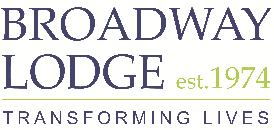 BROADWAY
LODGE est.1974
TRANSFORMING LIVES